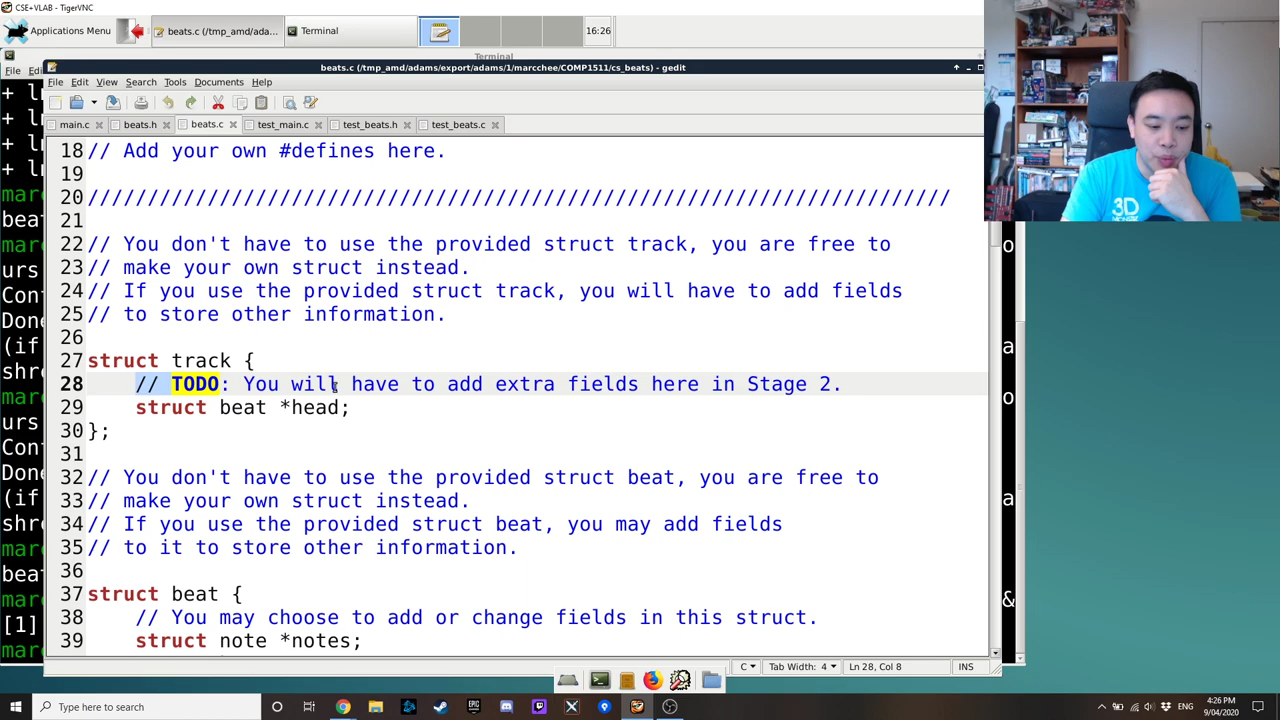 CSE+VLAB - TigerVNC
Applications Menu
beats.c (/tmp_amd/ada...
Terminal
16:26
Terminal
beats.c (/tmp_amd/adams/export/adams/1/marcchee/COMP1511/cs_beats) - gedit
File
File Edit View Search Tools Documents Help
main.c beats.h beats.c test_main.c test_beats.h test_beats.c
18 // Add your own #defines here.
19
20 ////////////////////////////////////////////////////////////////////////
21
22 // You don't have to use the provided struct track, you are free to
23 // make your own struct instead.
24 // If you use the provided struct track, you will have to add fields
25 // to store other information.
26
27 struct track {
28 // TODO: You will have to add extra fields here in Stage 2.
29 struct beat *head;
30 };
31
32 // You don't have to use the provided struct beat, you are free to
33 // make your own struct instead.
34 // If you use the provided struct beat, you may add fields
35 // to it to store other information.
36
37 struct beat {
38 // You may choose to add or change fields in this struct.
39 struct note *notes;
C Tab Width: 4 Ln 28, Col 8 INS
3D
Type here to search
ENG
4:26 PM
9/04/2020